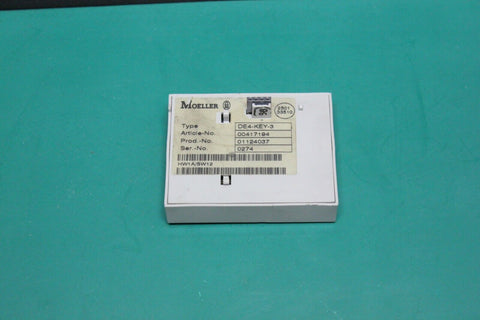 MOELLER
Type DE4-KEY-3
Article-No. 00417194
Prod.-No. 01124037
Ser.-No. 0274
HW1A/SW12